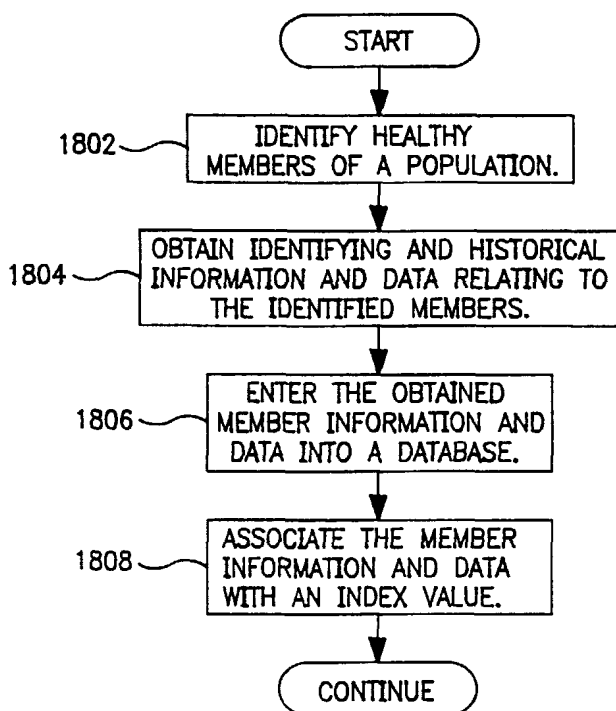 START
1802
IDENTIFY HEALTHY
MEMBERS OF A POPULATION.
1804
OBTAIN IDENTIFYING AND HISTORICAL
INFORMATION AND DATA RELATING TO
THE IDENTIFIED MEMBERS.
1806
ENTER THE OBTAINED
MEMBER INFORMATION AND
DATA INTO A DATABASE.
1808
ASSOCIATE THE MEMBER
INFORMATION AND DATA
WITH AN INDEX VALUE.
CONTINUE